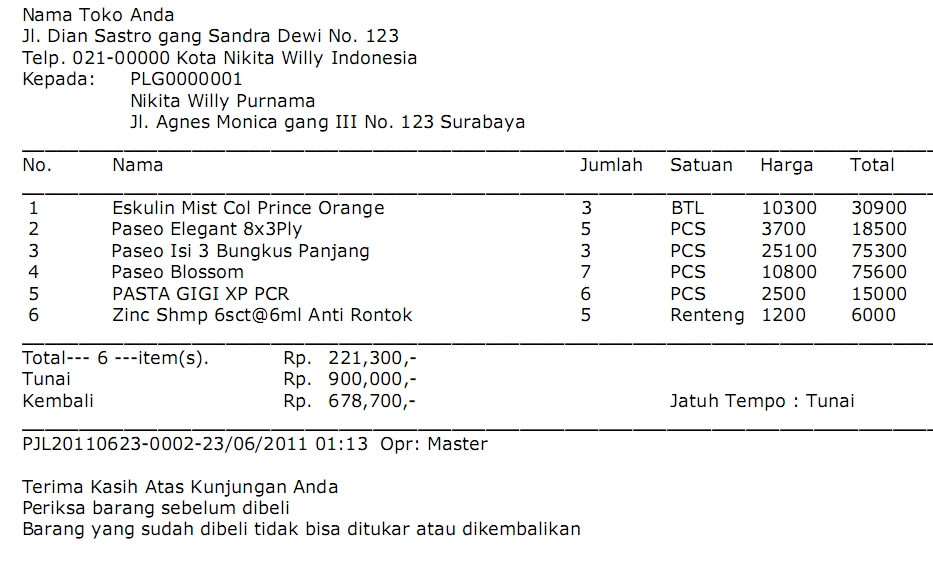 Nama Toko Anda
Jl. Dian Sastro gang Sandra Dewi No. 123
Telp. 021-00000 Kota Nikita Willy Indonesia
Kepada: PLG0000001
Nikita Willy Purnama
Jl. Agnes Monica gang III No. 123 Surabaya
No. Nama Jumlah Satuan Harga Total
1 Eskulin Mist Col Prince Orange 3 BTL 10300 30900
2 Paseo Elegant 8x3Ply 5 PCS 3700 18500
3 Paseo Isi 3 Bungkus Panjang 3 PCS 25100 75300
4 Paseo Blossom 7 PCS 10800 75600
5 PASTA GIGI XP PCR 6 PCS 2500 15000
6 Zinc Shmp 6sct@6ml Anti Rontok 5 Renteng 1200 6000
Total--- 6 ---item(s). Rp. 221,300,-
Tunai Rp. 900,000,-
Kembali Rp. 678,700,- Jatuh Tempo : Tunai
PJL20110623-0002-23/06/2011 01:13 Opr: Master
Terima Kasih Atas Kunjungan Anda
Periksa barang sebelum dibeli
Barang yang sudah dibeli tidak bisa ditukar atau dikembalikan